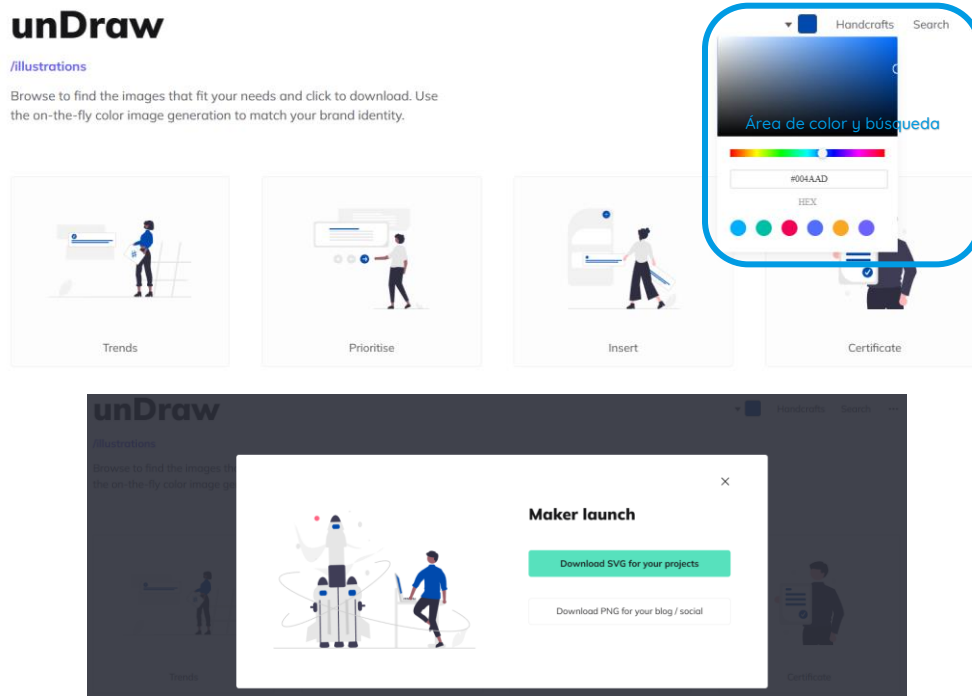 unDraw
Handcrafts
Search
/illustrations
Browse to find the images that fit your needs and click to download. Use
the on-the-fly color image generation to match your brand identity.
Área de color y búsqueda
#004AAD
HEX
Trends
Prioritise
Insert
Certificate
unDraw
Handcrafts
Search
/illustrations
Browse to find the images
the on-the-fly color image
Maker launch
Download SVG for your projects
Download PNG for your blog / social
Trends
Certificate